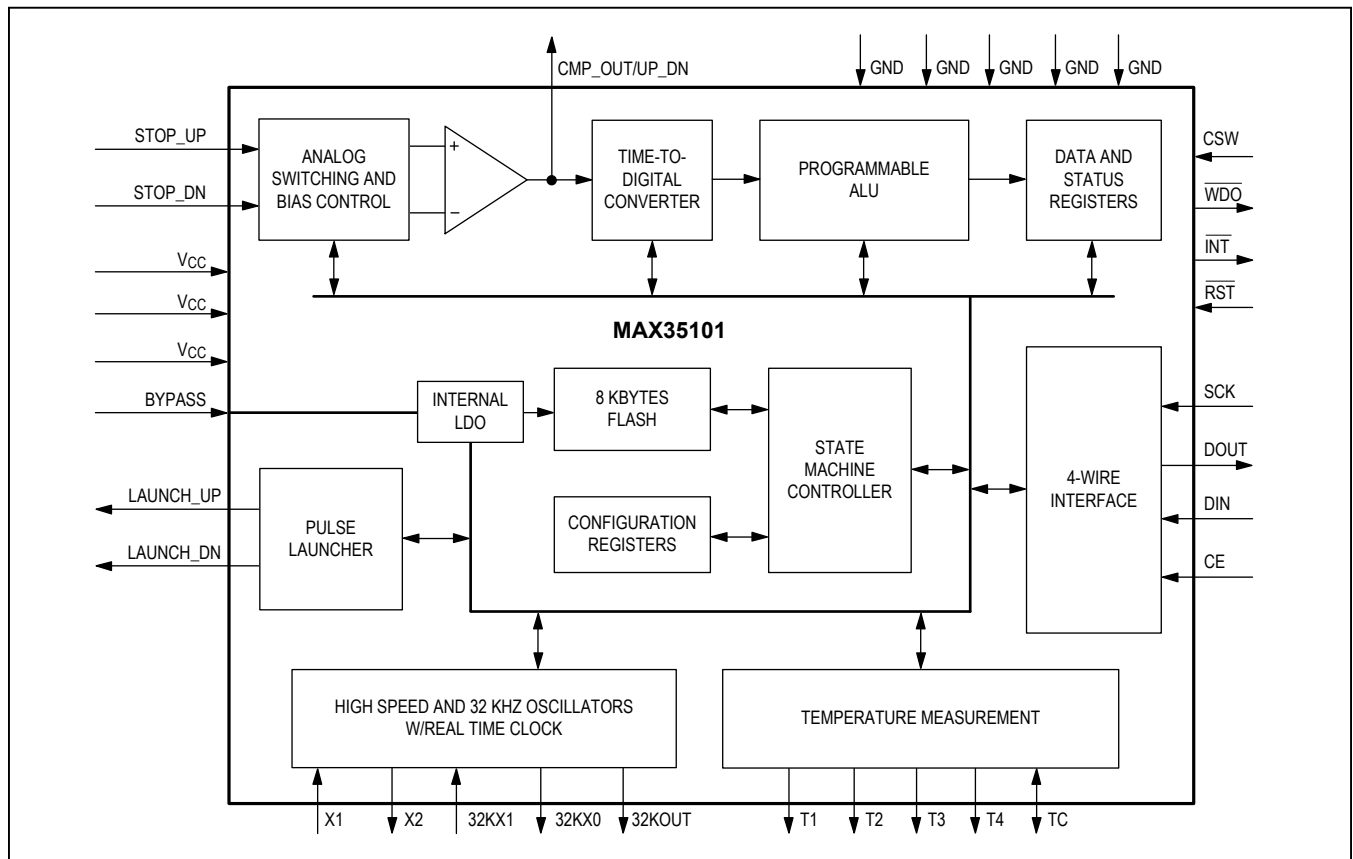 CMP_OUT/UP_DN
GND
GND
GND
GND
GND
STOP_UP
STOP_DN
VCC
VCC
VCC
BYPASS
LAUNCH_UP
LAUNCH_DN
ANALOG
SWITCHING AND
BIAS CONTROL
+
−
TIME-TO-
DIGITAL
CONVERTER
PROGRAMMABLE
ALU
DATA AND
STATUS
REGISTERS
CSW
WDO
INT
RST
MAX35101
INTERNAL
LDO
8 KBYTES
FLASH
STATE
MACHINE
CONTROLLER
CONFIGURATION
REGISTERS
PULSE
LAUNCHER
4-WIRE
INTERFACE
SCK
DOUT
DIN
CE
HIGH SPEED AND 32 KHZ OSCILLATORS
W/REAL TIME CLOCK
TEMPERATURE MEASUREMENT
X1
X2
32KX1
32KX0
32KOUT
T1
T2
T3
T4
TC